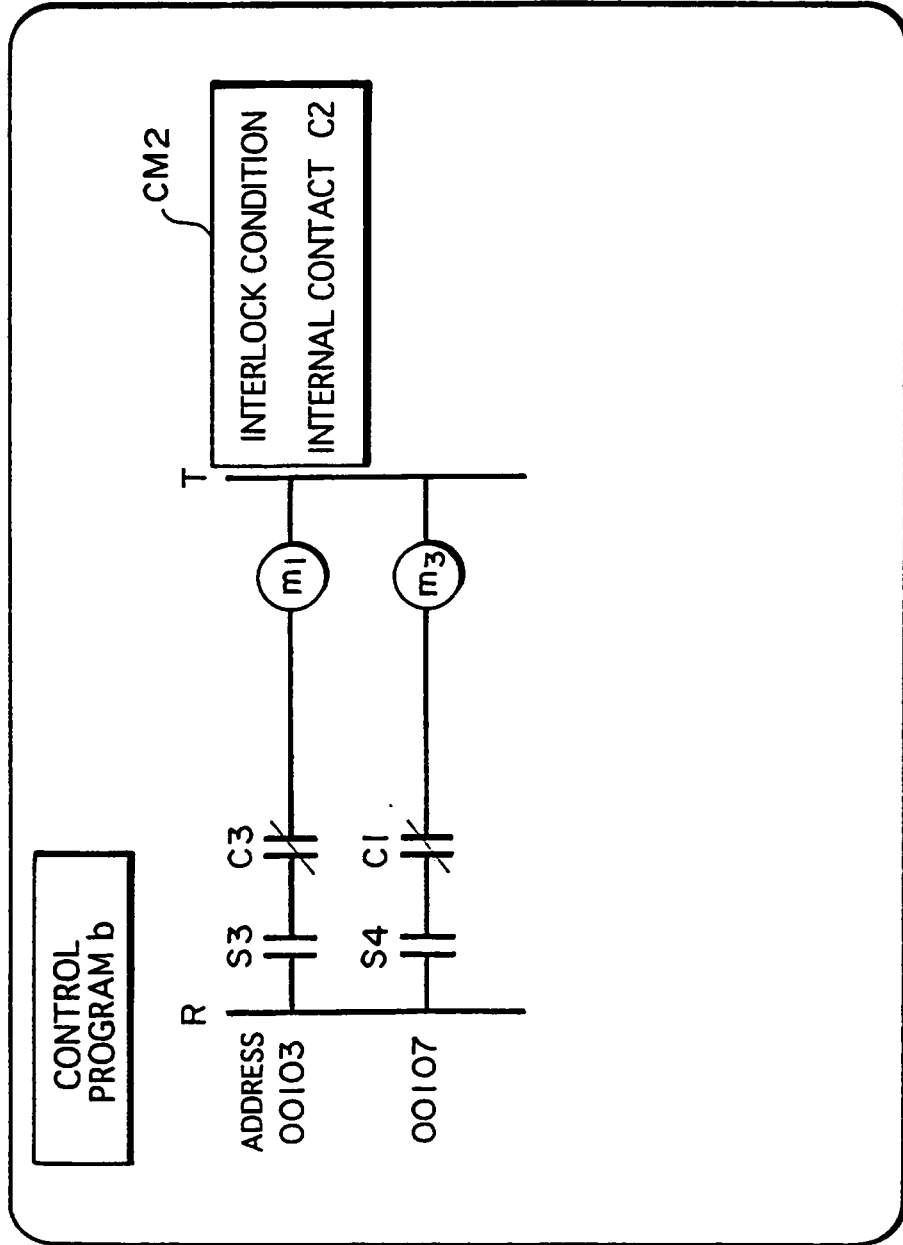 CONTROL
PROGRAM b
CM2
R
T
INTERLOCK CONDITION
INTERNAL CONTACT C2
ADDRESS
S3
C3
00103
m1
S4
C1
00107
m3